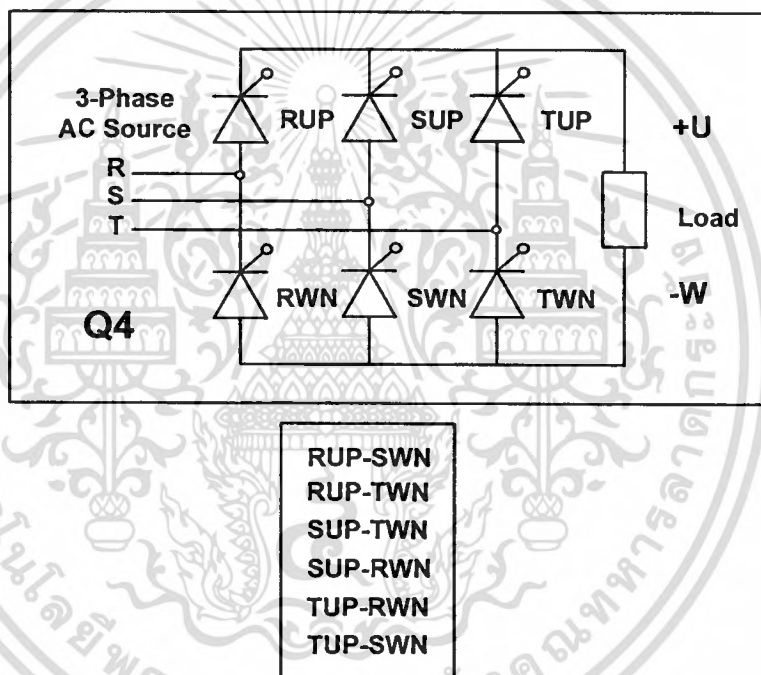 3-Phase
AC Source
RUP
SUP
TUP
+U
R
S
T
Load
RWN
SWN
TWN
-W
Q4
RUP-SWN
RUP-TWN
SUP-TWN
SUP-RWN
TUP-RWN
TUP-SWN